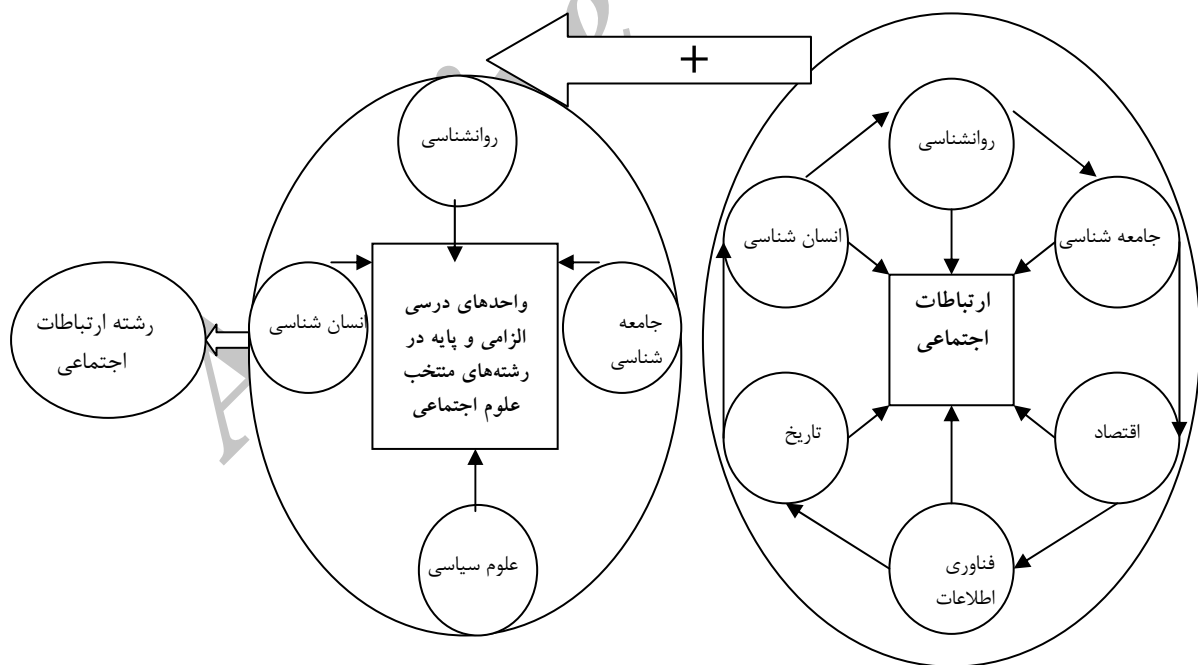 +
روانشناسی
جامعه شناسی
انسان شناسی
ارتباطات
اجتماعی
اقتصاد
تاریخ
فناوری
اطلاعات
روانشناسی
واحدهای درسی
الزامی و پایه در
رشته‌های منتخب
علوم اجتماعی
جامعه
شناسی
انسان شناسی
علوم سیاسی
رشته ارتباطات
اجتماعی